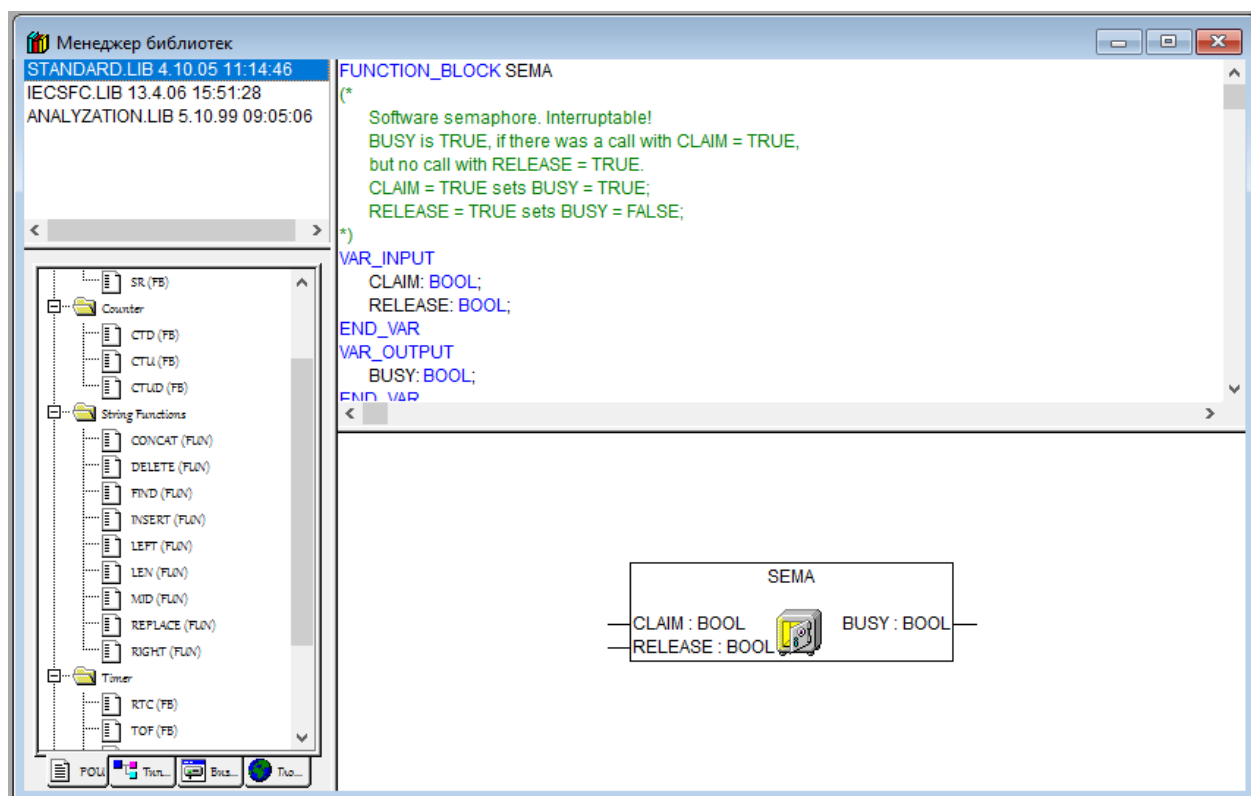 Менеджер библиотек
STANDARD.LIB 4.10.05 11:14:46
IECSFC.LIB 13.4.06 15:51:28
ANALYZATION.LIB 5.10.99 09:05:06
SR (FB)
Counter
CTD (FB)
CTU (FB)
CTUD (FB)
String Functions
CONCAT (FUN)
DELETE (FUN)
FIND (FUN)
INSERT (FUN)
LEFT (FUN)
LEN (FUN)
MID (FUN)
REPLACE (FUN)
RIGHT (FUN)
Timer
RTC (FB)
TOF (FB)
POU
Тип...
Виз...
Гло...
FUNCTION_BLOCK SEMA
(*
Software semaphore. Interruptable!
BUSY is TRUE, if there was a call with CLAIM = TRUE,
but no call with RELEASE = TRUE.
CLAIM = TRUE sets BUSY = TRUE;
RELEASE = TRUE sets BUSY = FALSE;
*)
VAR_INPUT
CLAIM: BOOL;
RELEASE: BOOL;
END_VAR
VAR_OUTPUT
BUSY: BOOL;
END_VAR
SEMA
CLAIM : BOOL
BUSY : BOOL
RELEASE : BOOL